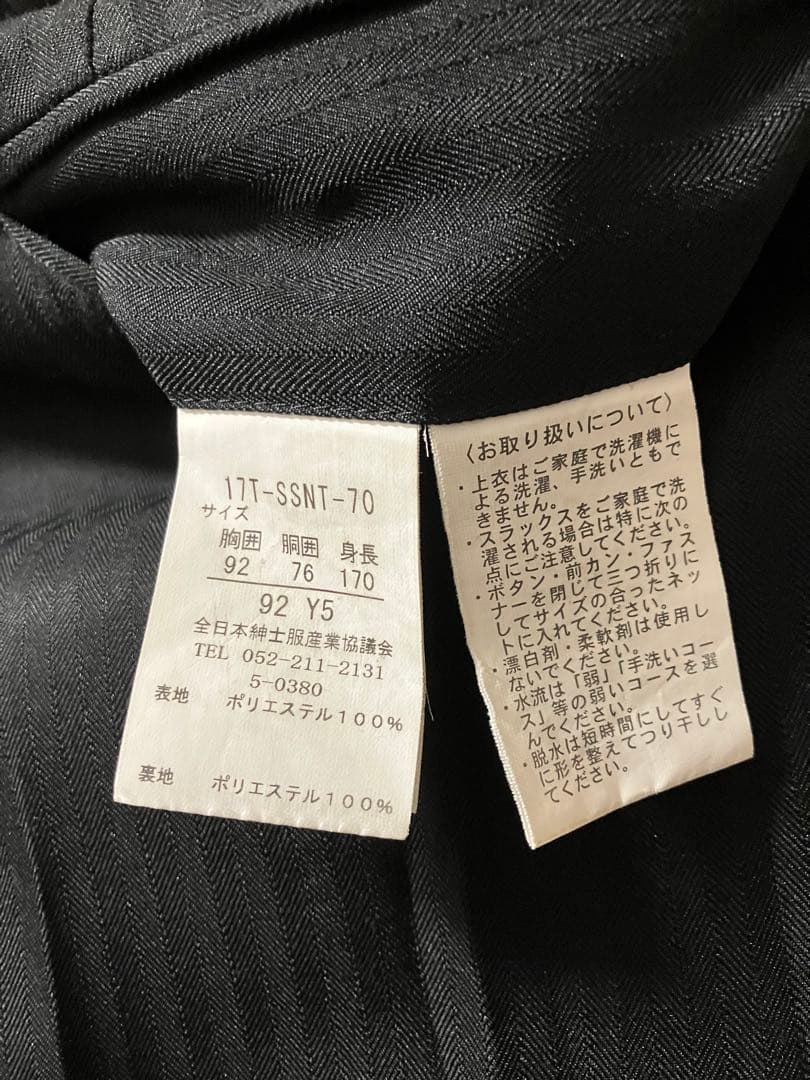 17T-SSNT-70
サイズ
胸囲 胴囲 身長
92 76 170
92 Y5
全日本紳士服産業協議会
TEL 052-211-2131
5-0380
表地 ポリエステル100%
裏地 ポリエステル100%
〈お取り扱いについて〉
・上衣はご家庭で洗濯機に
よる洗濯、手洗いともで
きません。
・スラックスをご家庭で洗
濯される場合は特に次の
点にご注意してください。
・ボタンを前カン・ファス
ナーを閉じて三つ折りに
してサイズの合ったネッ
トに入れてください。
・漂白剤・柔軟剤は使用し
ないでください。
・水流は「弱」「手洗いコー
ス」等の弱いコースを選
んでください。
・脱水は短時間にしてすぐ
に形を整えてつり干しし
てください。